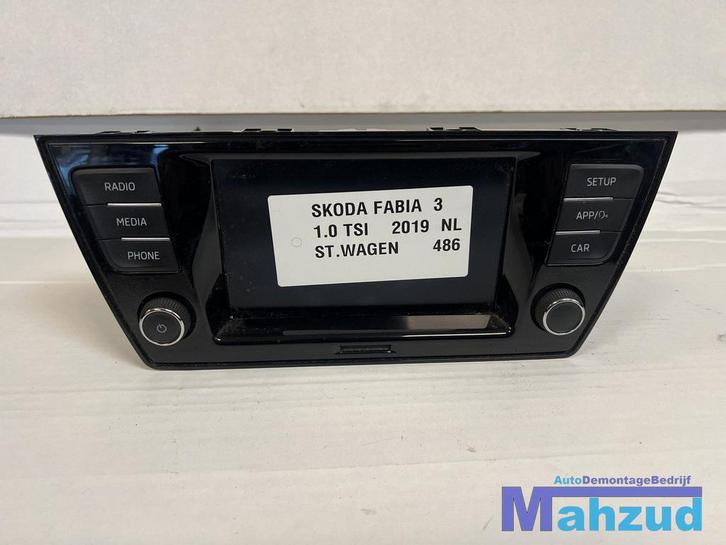 RADIO
MEDIA
PHONE
SKODA FABIA 3
1.0 TSI 2019 NL
ST.WAGEN 486
SETUP
APP/
CAR
AutoDemontageBedrijf
Mahzud